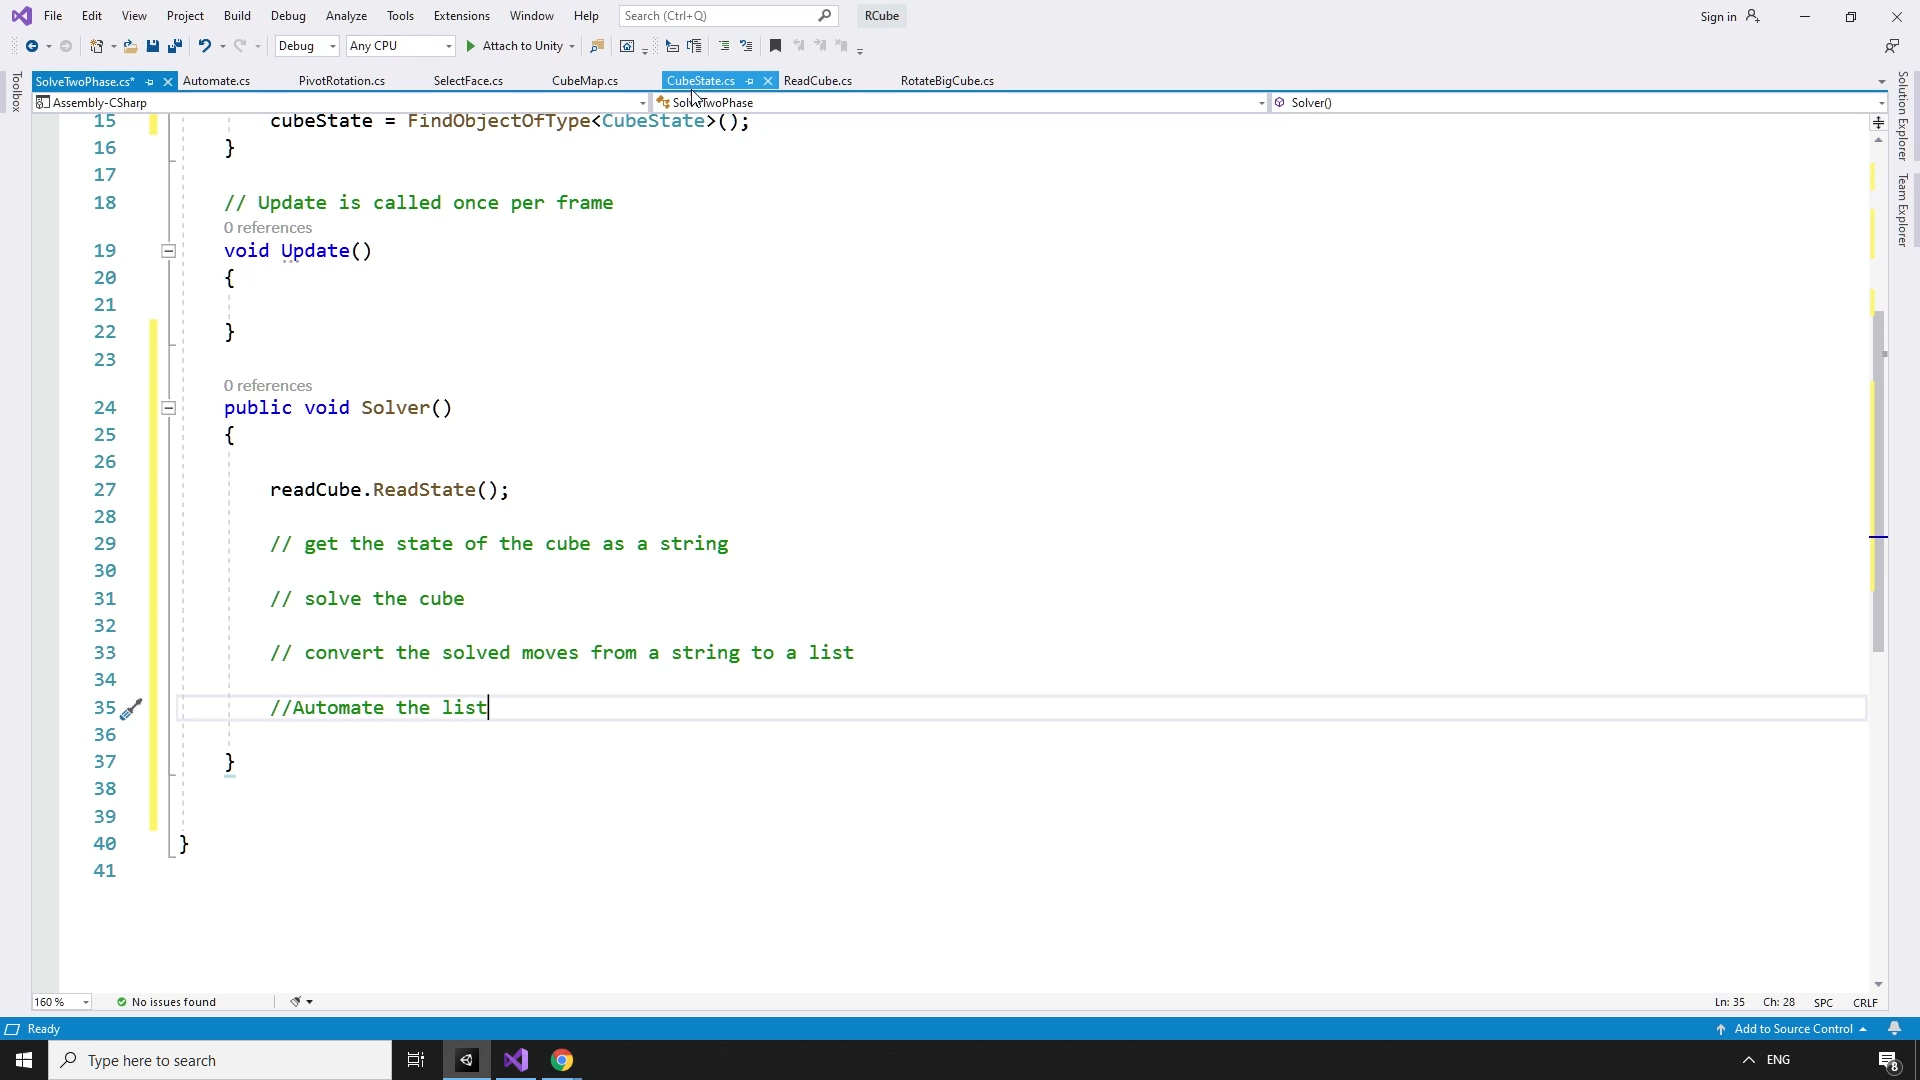 File Edit View Project Build Debug Analyze Tools Extensions Window Help Search (Ctrl+Q) RCube Sign in
Debug Any CPU Attach to Unity
SolveTwoPhase.cs* Automate.cs PivotRotation.cs SelectFace.cs CubeMap.cs CubeState.cs ReadCube.cs RotateBigCube.cs
Assembly-CSharp SolveTwoPhase Solver()
Toolbox
Solution Explorer
Team Explorer
15 cubeState = FindObjectOfType<CubeState>();
16 }
17
18 // Update is called once per frame
0 references
19 void Update()
20 {
21
22 }
23
0 references
24 public void Solver()
25 {
26
27 readCube.ReadState();
28
29 // get the state of the cube as a string
30
31 // solve the cube
32
33 // convert the solved moves from a string to a list
34
35 //Automate the list
36
37 }
38
39
40 }
41
160 % No issues found Ln: 35 Ch: 28 SPC CRLF
Ready Add to Source Control
Type here to search ENG 8